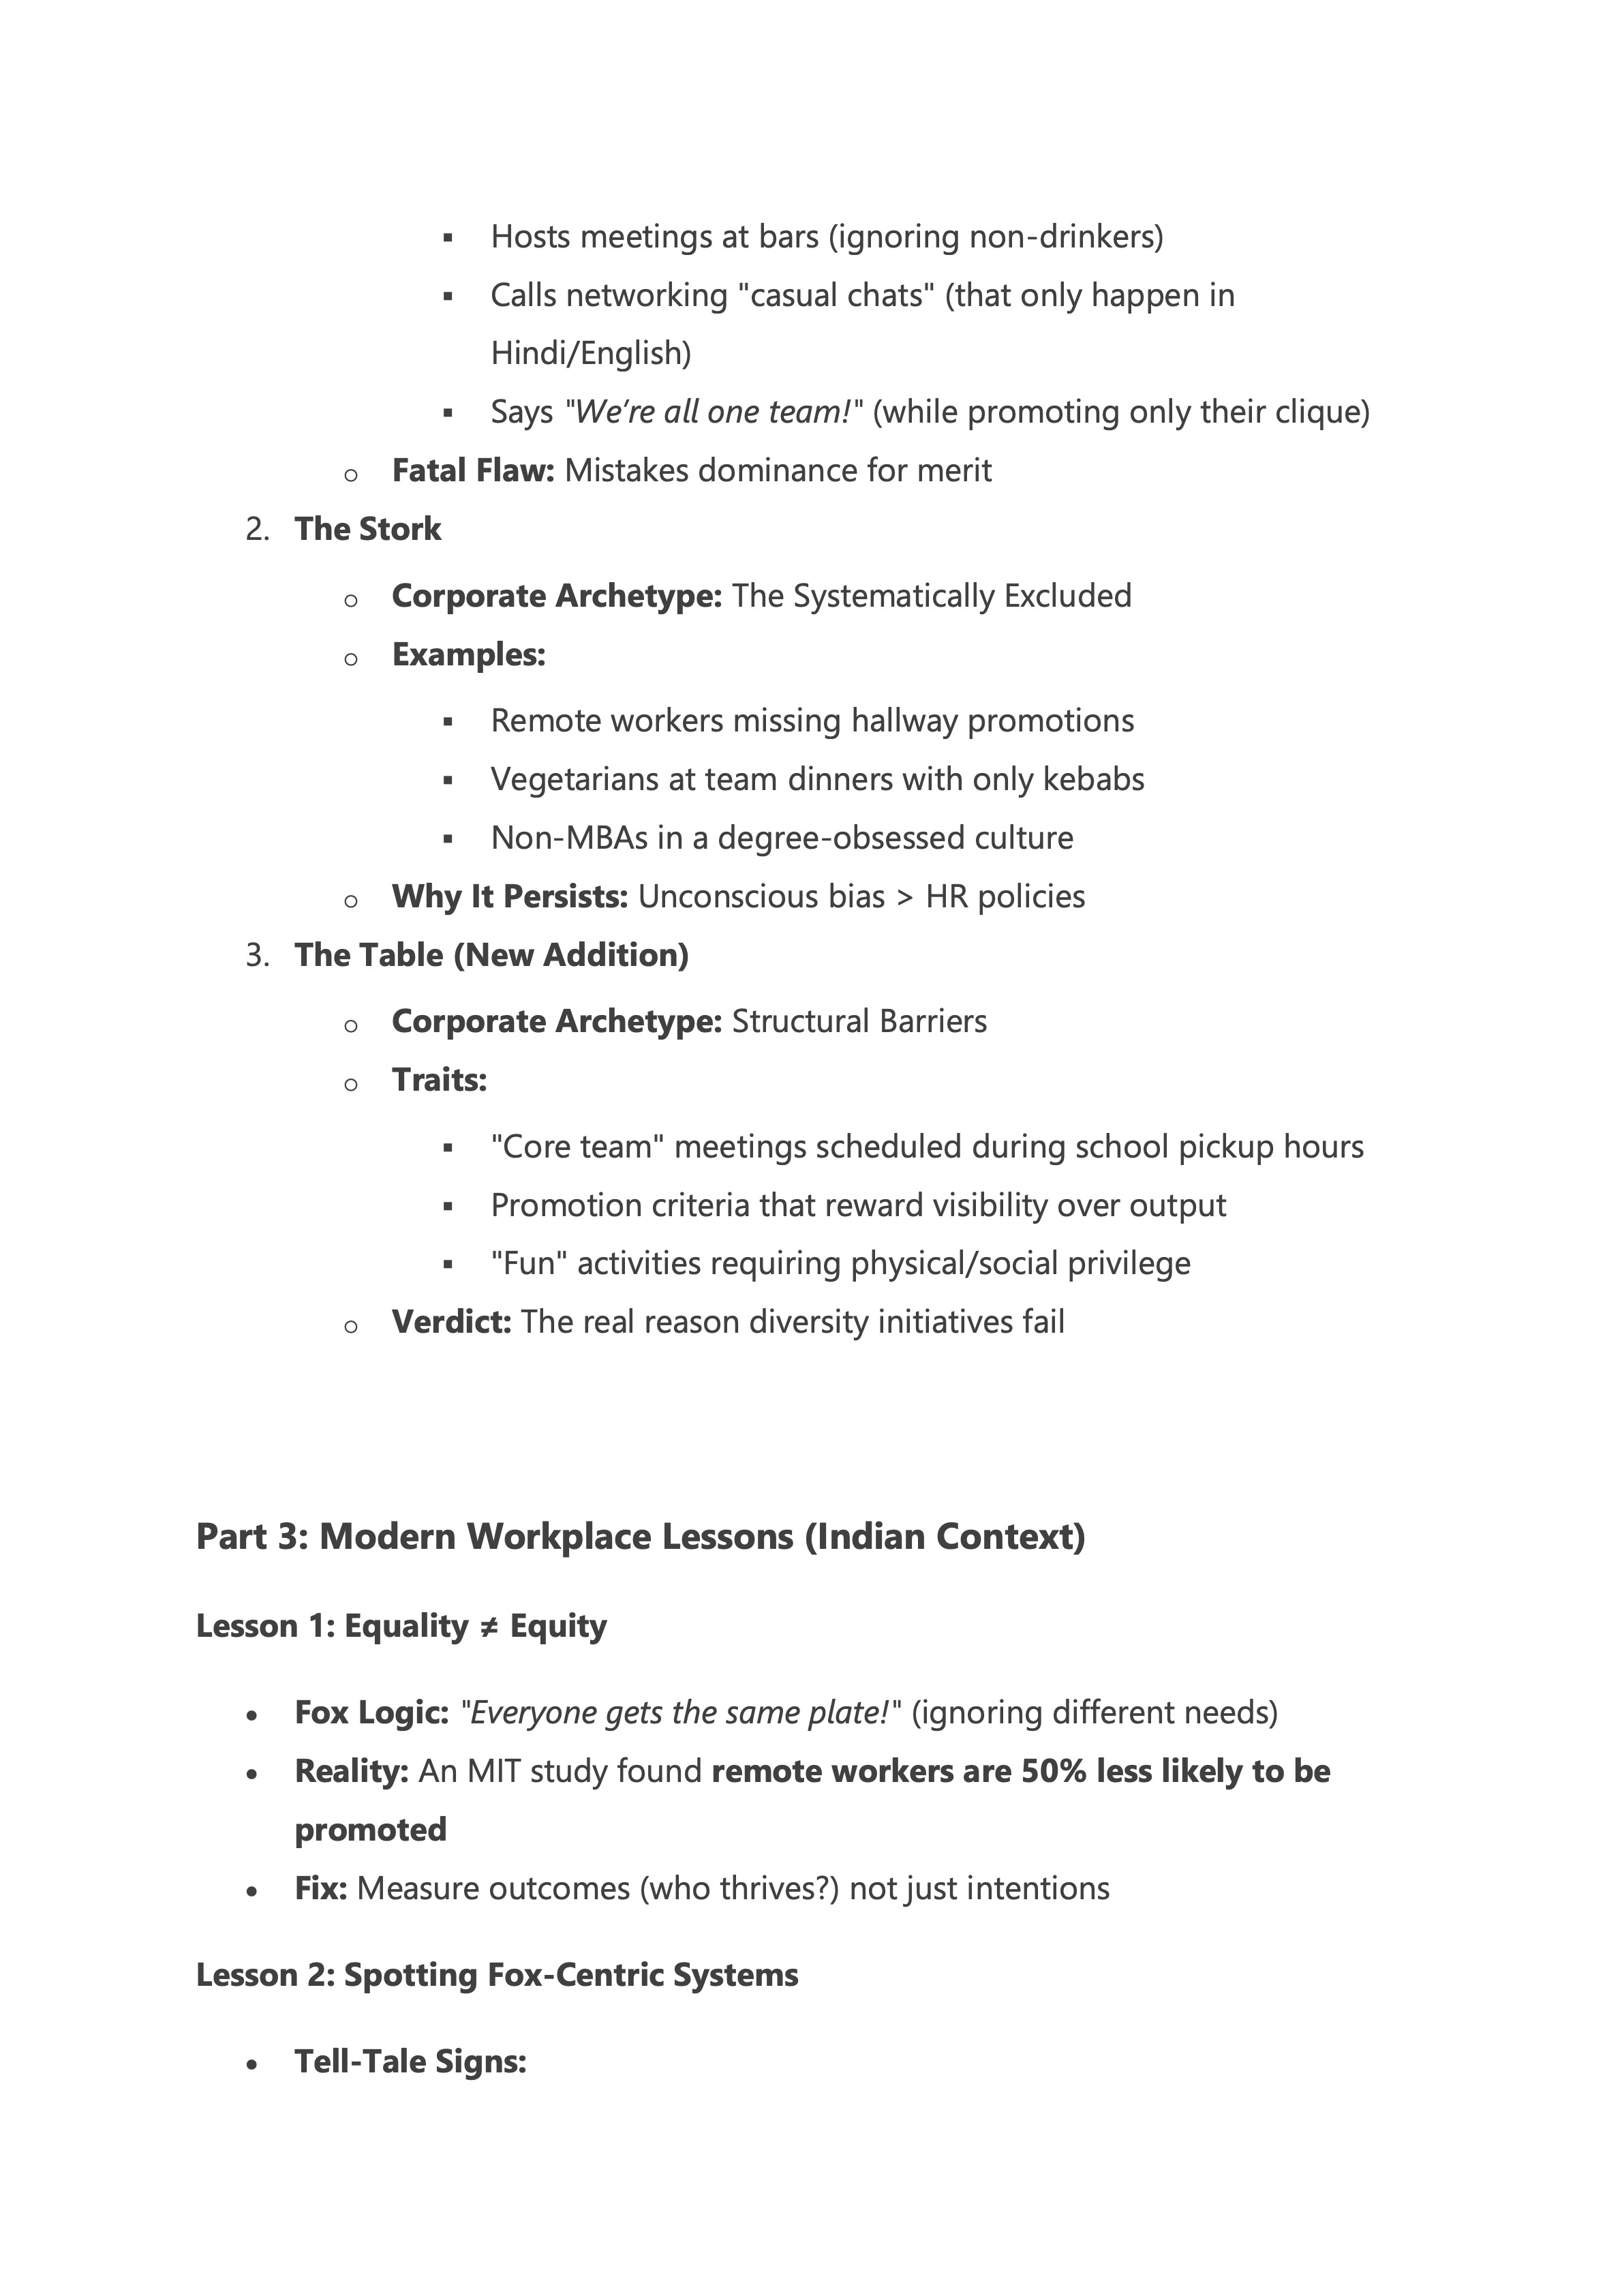 ▪ Hosts meetings at bars (ignoring non-drinkers)
▪ Calls networking "casual chats" (that only happen in
Hindi/English)
▪ Says "We're all one team!" (while promoting only their clique)
o Fatal Flaw: Mistakes dominance for merit
2. The Stork
o Corporate Archetype: The Systematically Excluded
o Examples:
▪ Remote workers missing hallway promotions
▪ Vegetarians at team dinners with only kebabs
▪ Non-MBAs in a degree-obsessed culture
o Why It Persists: Unconscious bias > HR policies
3. The Table (New Addition)
o Corporate Archetype: Structural Barriers
o Traits:
▪ "Core team" meetings scheduled during school pickup hours
▪ Promotion criteria that reward visibility over output
▪ "Fun" activities requiring physical/social privilege
o Verdict: The real reason diversity initiatives fail
Part 3: Modern Workplace Lessons (Indian Context)
Lesson 1: Equality ≠ Equity
• Fox Logic: "Everyone gets the same plate!" (ignoring different needs)
• Reality: An MIT study found remote workers are 50% less likely to be
promoted
• Fix: Measure outcomes (who thrives?) not just intentions
Lesson 2: Spotting Fox-Centric Systems
• Tell-Tale Signs: